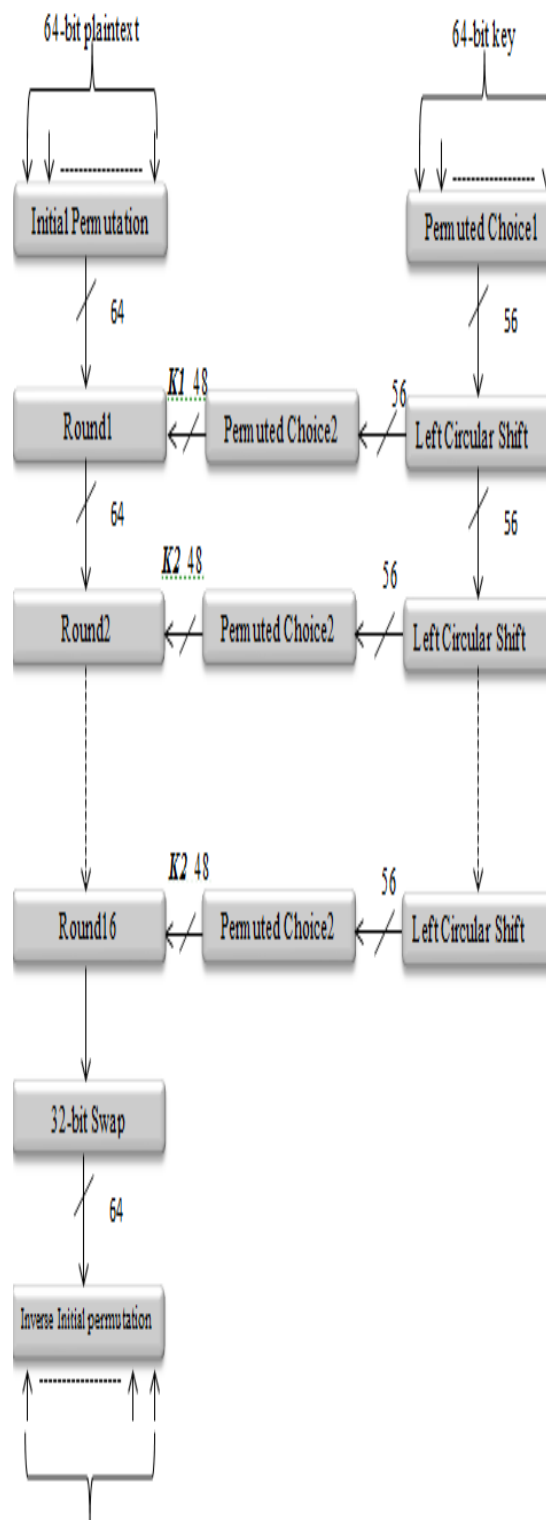 64-bit plaintext
64-bit key
Initial Permutation
Permuted Choice1
64
56
K1 48
56
Round1
Permuted Choice2
Left Circular Shift
64
56
K2 48
56
Round2
Permuted Choice2
Left Circular Shift
K2 48
56
Round16
Permuted Choice2
Left Circular Shift
32-bit Swap
64
Inverse Initial permutation